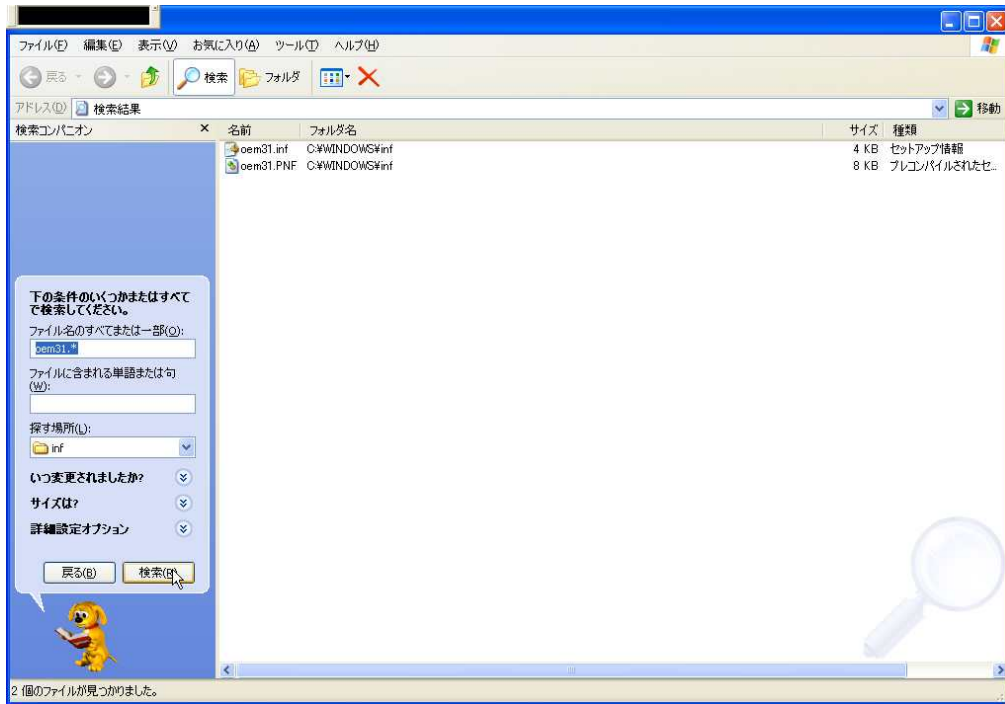 ファイル(F) 編集(E) 表示(V) お気に入り(A) ツール(T) ヘルプ(H)
戻る 検索 フォルダ
アドレス(D) 検索結果 移動
検索コンパニオン × 名前 フォルダ名 サイズ 種類
oem31.inf C:¥WINDOWS¥inf 4 KB セットアップ情報
oem31.PNF C:¥WINDOWS¥inf 8 KB プレコンパイルされたセ...
下の条件のいくつかまたはすべて
で検索してください。
ファイル名のすべてまたは一部(O):
oem31.*
ファイルに含まれる単語または句
(W):
探す場所(L):
inf
いつ変更されましたか?
サイズは?
詳細設定オプション
戻る(B) 検索(R)
2 個のファイルが見つかりました。